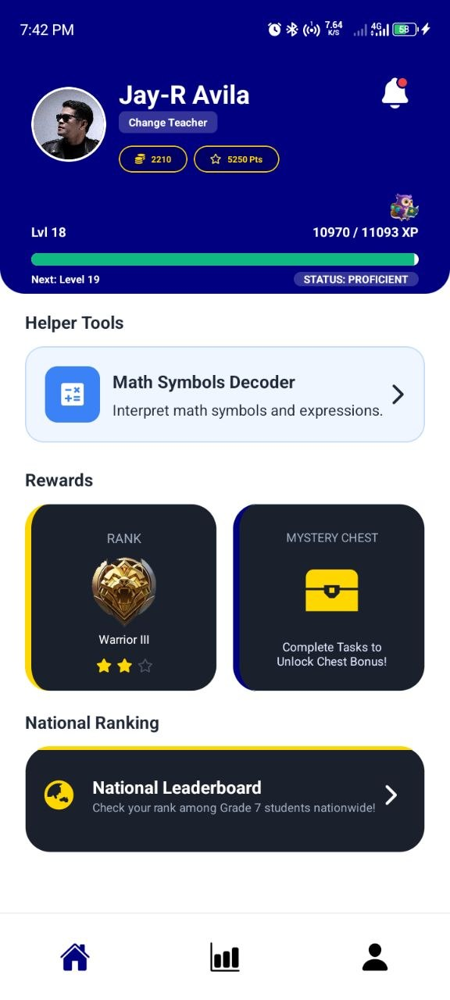 7:42 PM
7.64 K/S
4G
58
Jay-R Avila
Change Teacher
2210
5250 Pts
Lvl 18
10970 / 11093 XP
Next: Level 19
STATUS: PROFICIENT
Helper Tools
Math Symbols Decoder
Interpret math symbols and expressions.
Rewards
RANK
MYSTERY CHEST
Warrior III
Complete Tasks to
Unlock Chest Bonus!
National Ranking
National Leaderboard
Check your rank among Grade 7 students nationwide!